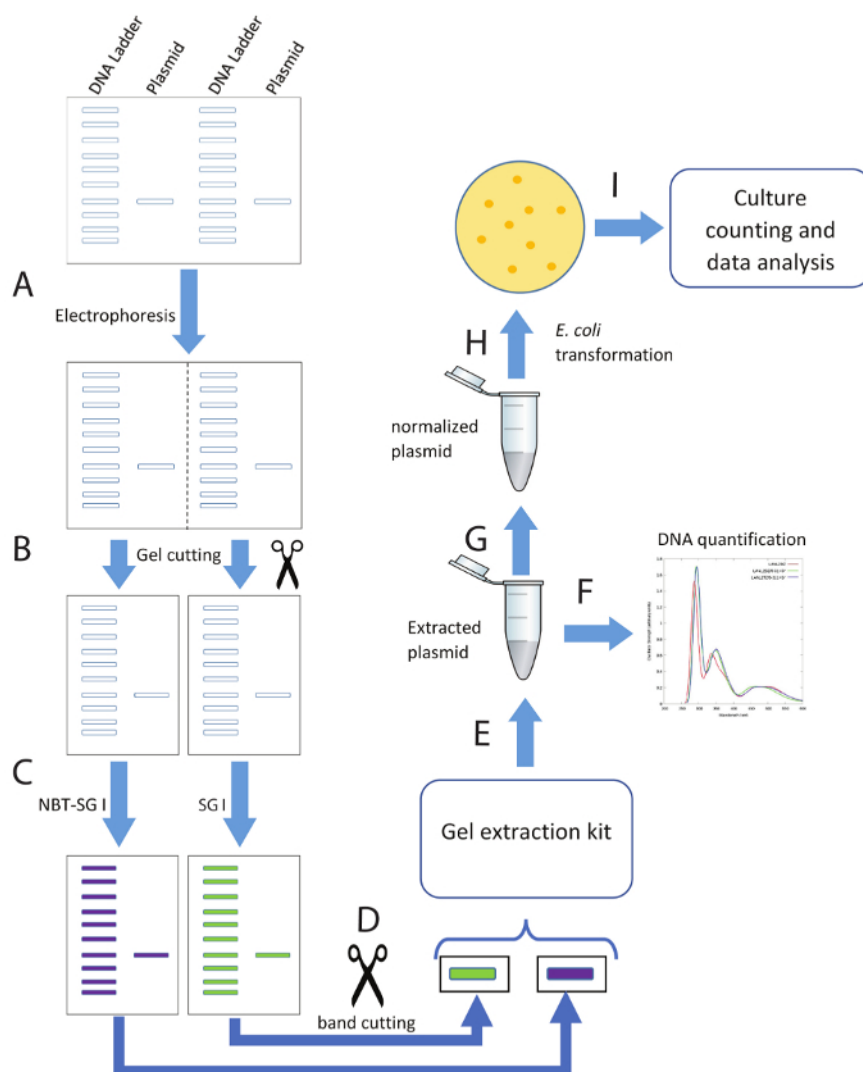 DNA Ladder
Plasmid
DNA Ladder
Plasmid
A
Electrophoresis
B
Gel cutting
C
NBT-SG I
SG I
D
band cutting
Gel extraction kit
E
Extracted
plasmid
F
DNA quantification
G
normalized
plasmid
H
E. coli
transformation
I
Culture
counting and
data analysis